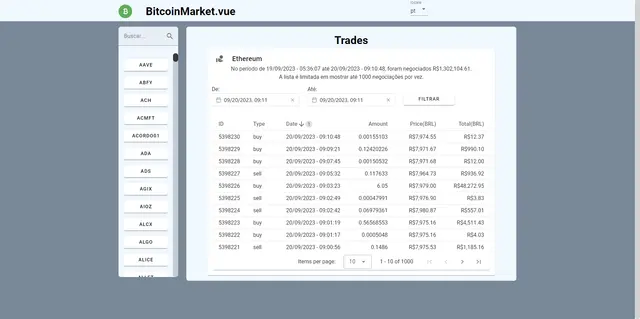 B BitcoinMarket.vue
pt
Buscar...
AAVE
ABFY
ACH
ACMFT
ACORDO01
ADA
ADS
AGIX
AIOZ
ALCX
ALGO
ALICE
Trades
Ethereum
No período de 19/09/2023 - 05:36:07 até 20/09/2023 - 09:10:48, foram negociados R$1,302,104.61.
A lista é limitada em mostrar até 1000 negociações por vez.
De: Até:
09/20/2023, 09:11 09/20/2023, 09:11 FILTRAR
ID Type Date 1 Amount Price(BRL) Total(BRL)
5398230 buy 20/09/2023 - 09:10:48 0.00155103 R$7,974.55 R$12.37
5398229 buy 20/09/2023 - 09:09:21 0.12420226 R$7,971.67 R$990.10
5398228 buy 20/09/2023 - 09:07:45 0.00150532 R$7,971.68 R$12.00
5398227 sell 20/09/2023 - 09:05:32 0.117633 R$7,964.73 R$936.92
5398226 buy 20/09/2023 - 09:03:23 6.05 R$7,979.00 R$48,272.95
5398225 sell 20/09/2023 - 09:02:49 0.00047991 R$7,976.90 R$3.83
5398224 sell 20/09/2023 - 09:02:42 0.06979361 R$7,980.87 R$557.01
5398223 buy 20/09/2023 - 09:01:19 0.56568553 R$7,975.16 R$4,511.43
5398222 buy 20/09/2023 - 09:01:17 0.0005048 R$7,975.16 R$4.03
5398221 sell 20/09/2023 - 09:00:56 0.1486 R$7,975.53 R$1,185.16
Items per page: 10 1 - 10 of 1000